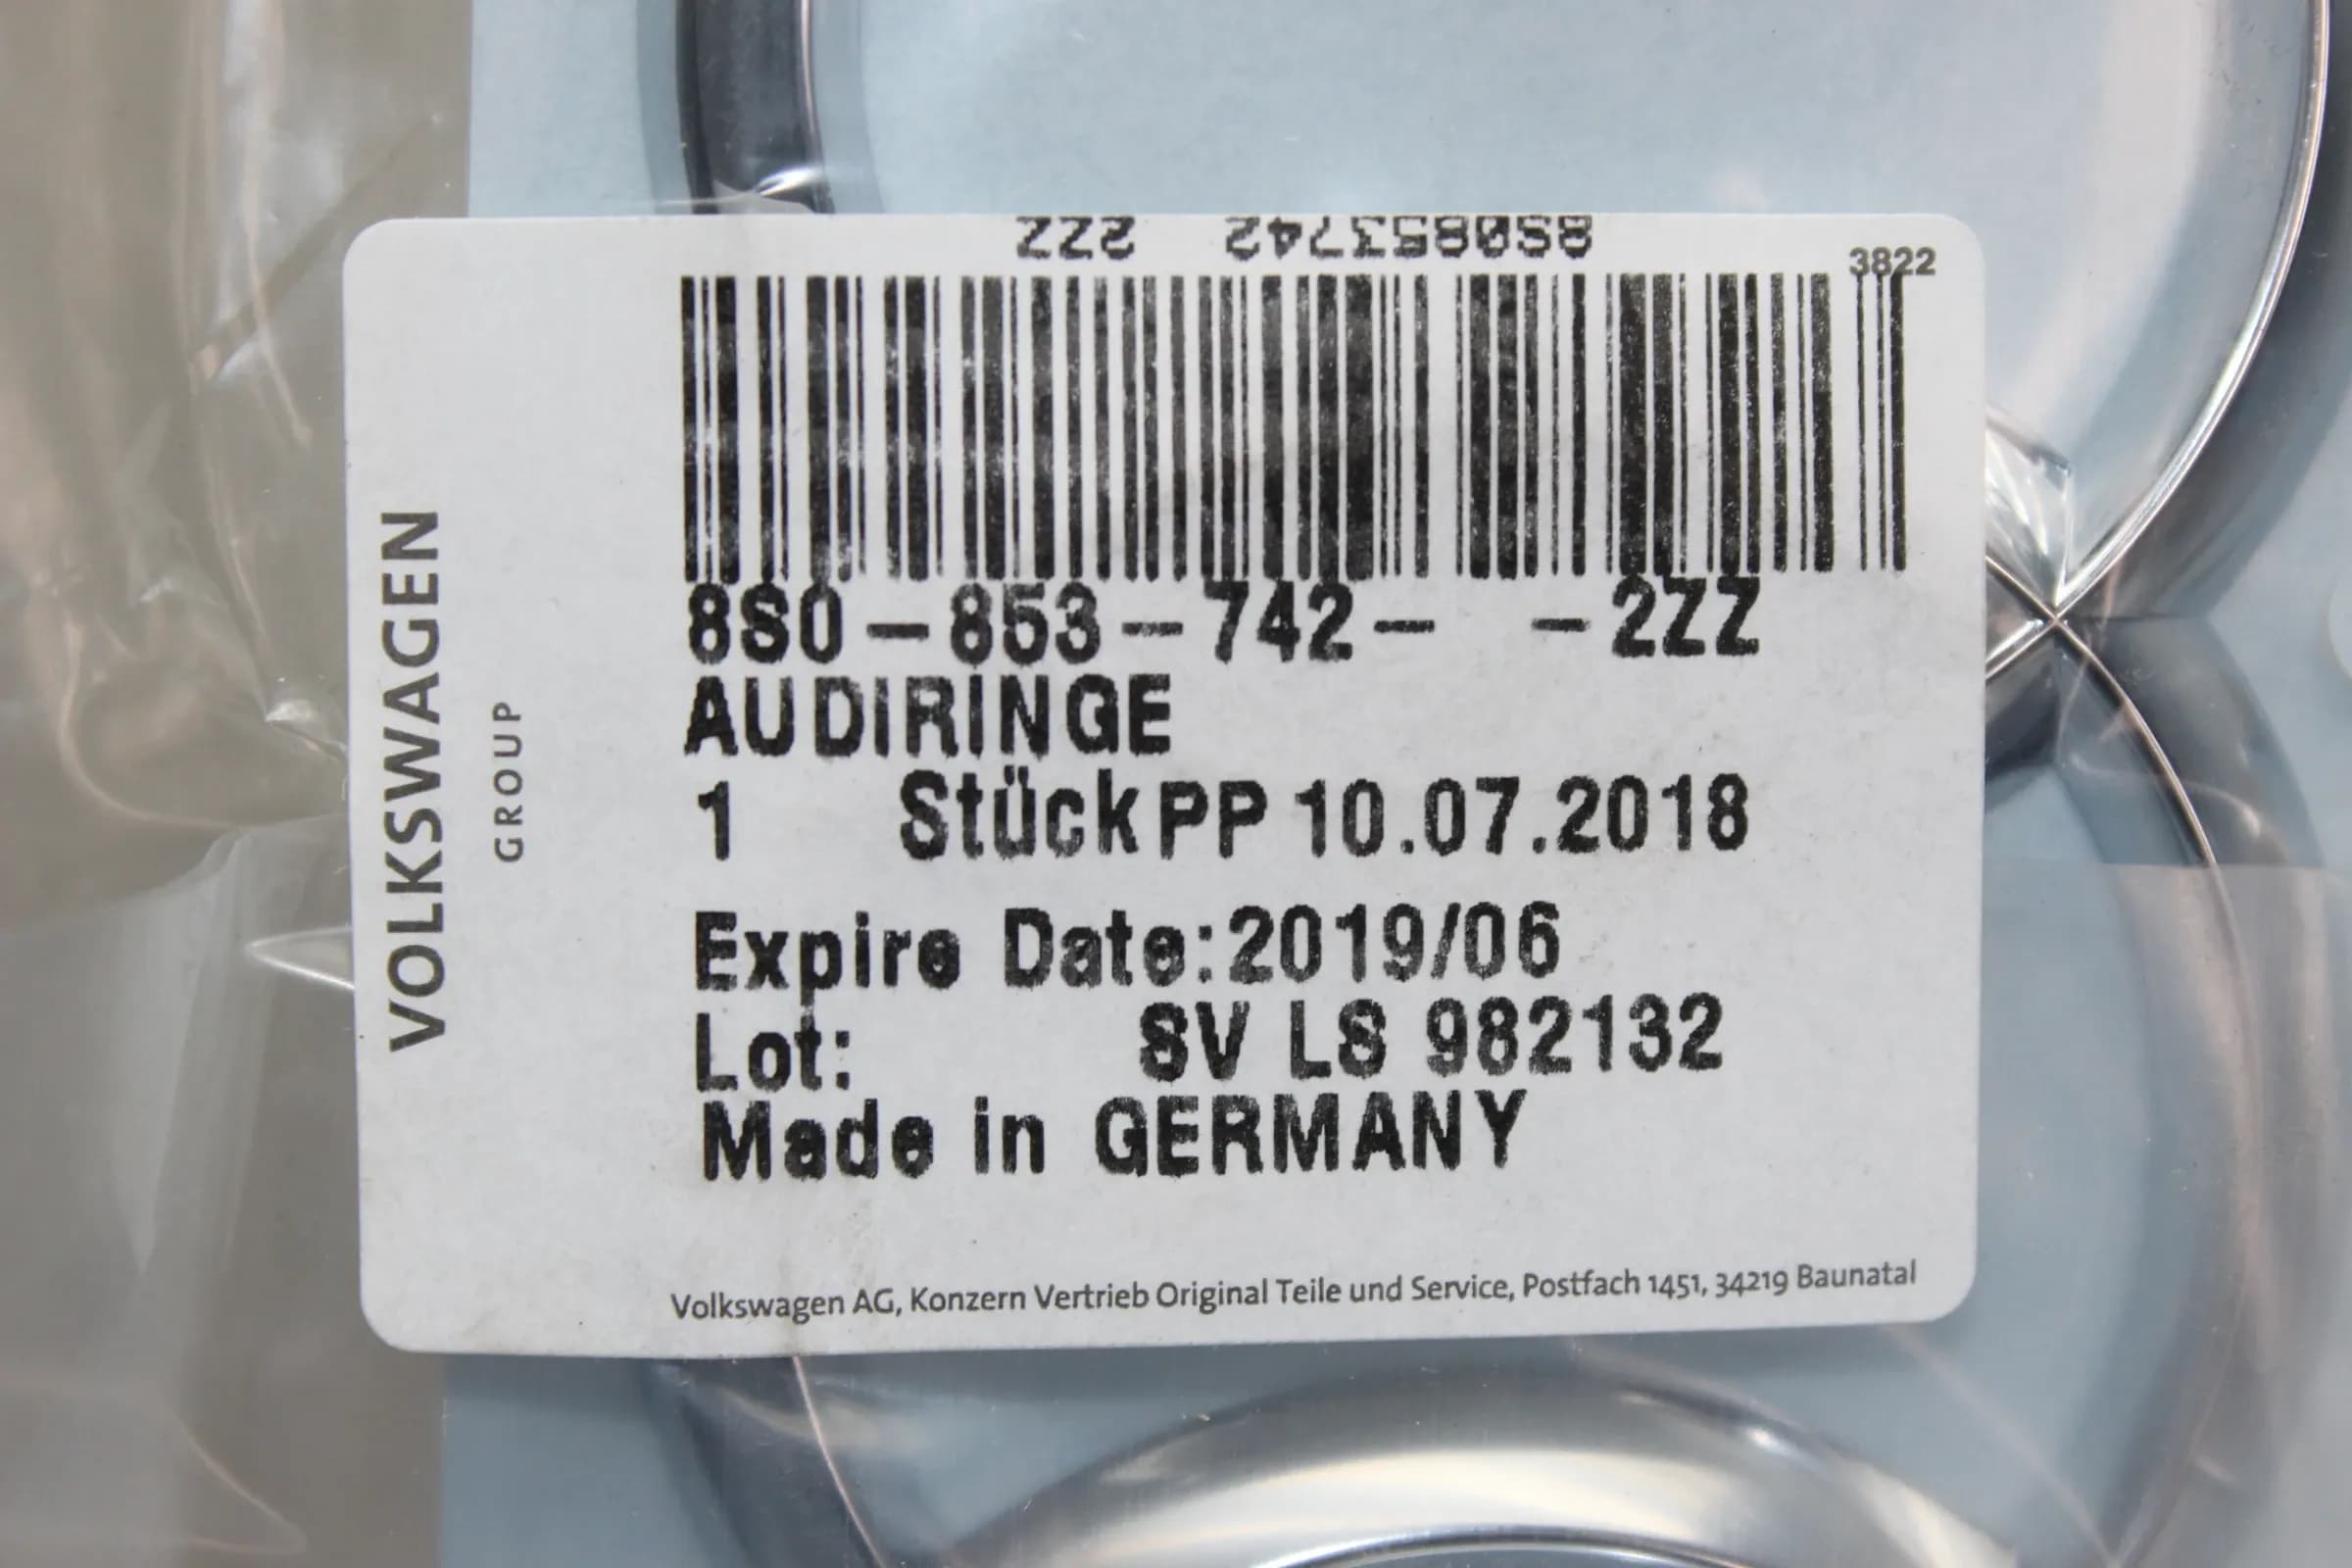 8S0853742 2ZZ
3822
8S0-853-742- -2ZZ
AUDIRINGE
1 Stück PP 10.07.2018
Expire Date:2019/06
Lot: SV LS 982132
Made in GERMANY
Volkswagen AG, Konzern Vertrieb Original Teile und Service, Postfach 1451, 34219 Baunatal
VOLKSWAGEN
GROUP